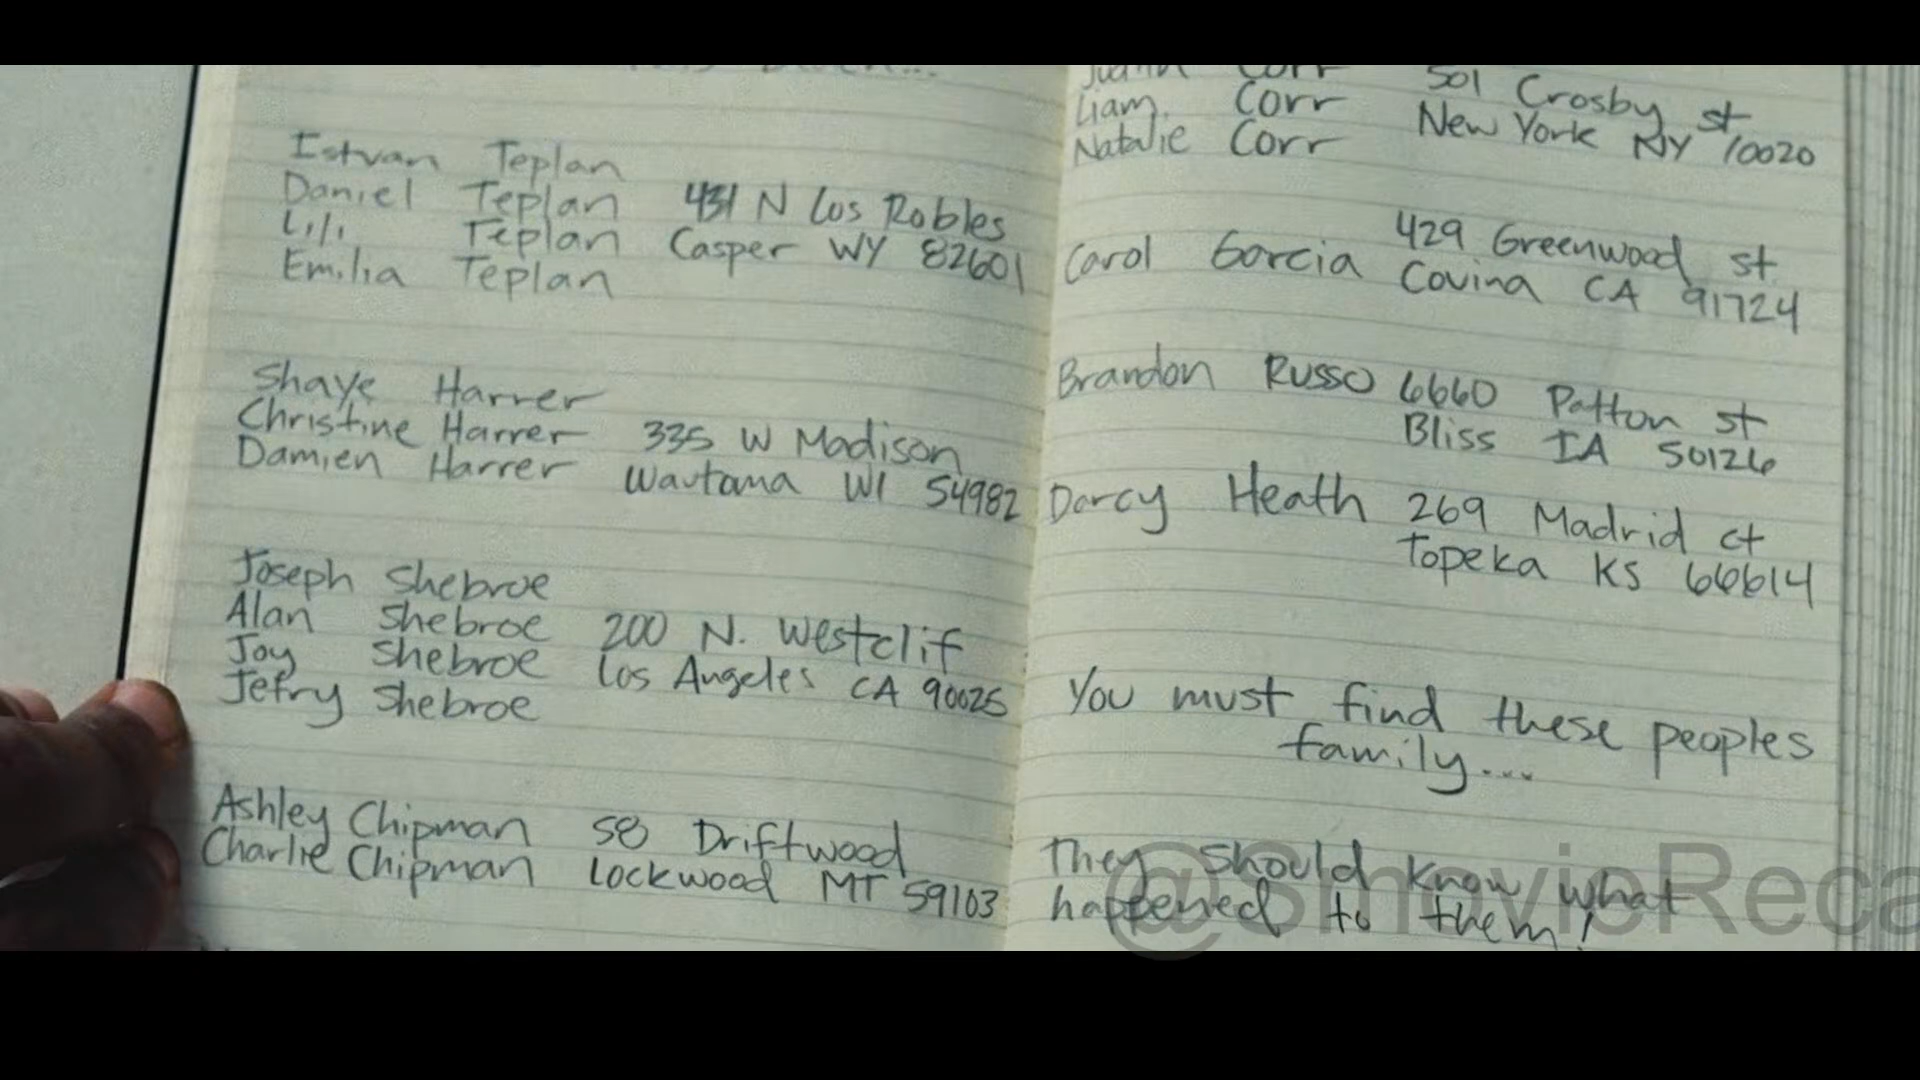 Istvan Teplan
Daniel Teplan 431 N Los Robles
Lili Teplan Casper WY 82601
Emilia Teplan
Shaye Harrer
Christine Harrer 335 W Madison
Damien Harrer Wautoma WI 54982
Joseph Shebroe
Alan Shebroe 200 N. Westclif
Joy Shebroe Los Angeles CA 90025
Jefry Shebroe
Ashley Chipman 58 Driftwood
Charlie Chipman Lockwood MT 59103
Judith Corr 501 Crosby st
Liam Corr New York NY 10020
Natalie Corr
429 Greenwood st
Carol Garcia Covina CA 91724
Brandon Russo 6660 Patton st
Bliss IA 50126
Darcy Heath 269 Madrid ct
Topeka KS 66614
You must find these peoples
family...
They should know what
happened to them!
@SmovieReca